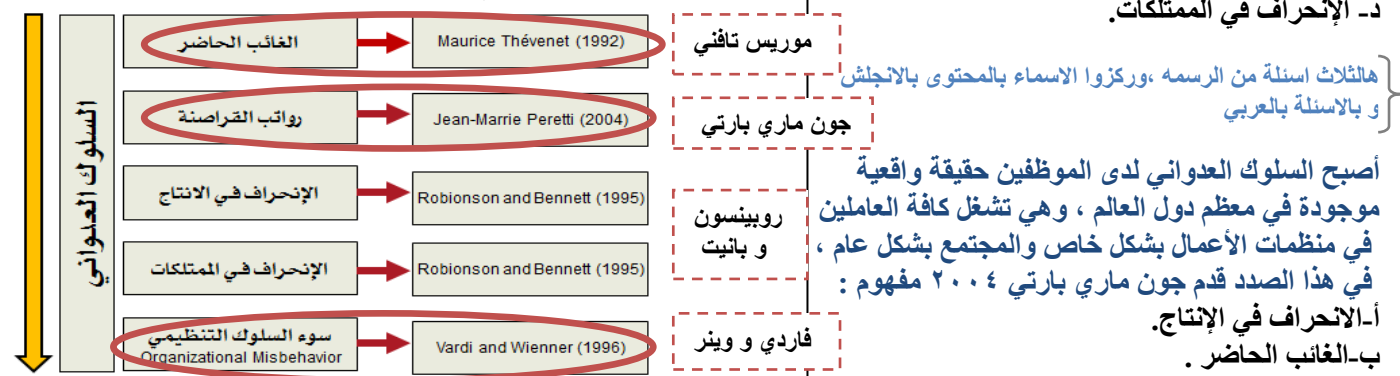 د- الإنحراف في الممتلكات.
هالثلاث اسئلة من الرسمه ،وركزوا الاسماء بالمحتوى بالانجلش
و بالاسئلة بالعربي
أصبح السلوك العدواني لدى الموظفين حقيقة واقعية
موجودة في معظم دول العالم ، وهي تشغل كافة العاملين
في منظمات الأعمال بشكل خاص والمجتمع بشكل عام ،
في هذا الصدد قدم جون ماري بارتي ٢٠٠٤ مفهوم :
أ-الانحراف في الإنتاج.
ب-الغائب الحاضر .
السلوك العدواني
الغائب الحاضر
Maurice Thévenet (1992)
موريس تافني
رواتب القراصنة
Jean-Marrie Peretti (2004)
جون ماري بارتي
الإنحراف في الانتاج
Robionson and Bennett (1995)
روبينسون
و بانيت
الإنحراف في الممتلكات
Robionson and Bennett (1995)
سوء السلوك التنظيمي
Organizational Misbehavior
Vardi and Wienner (1996)
فاردي و وينر